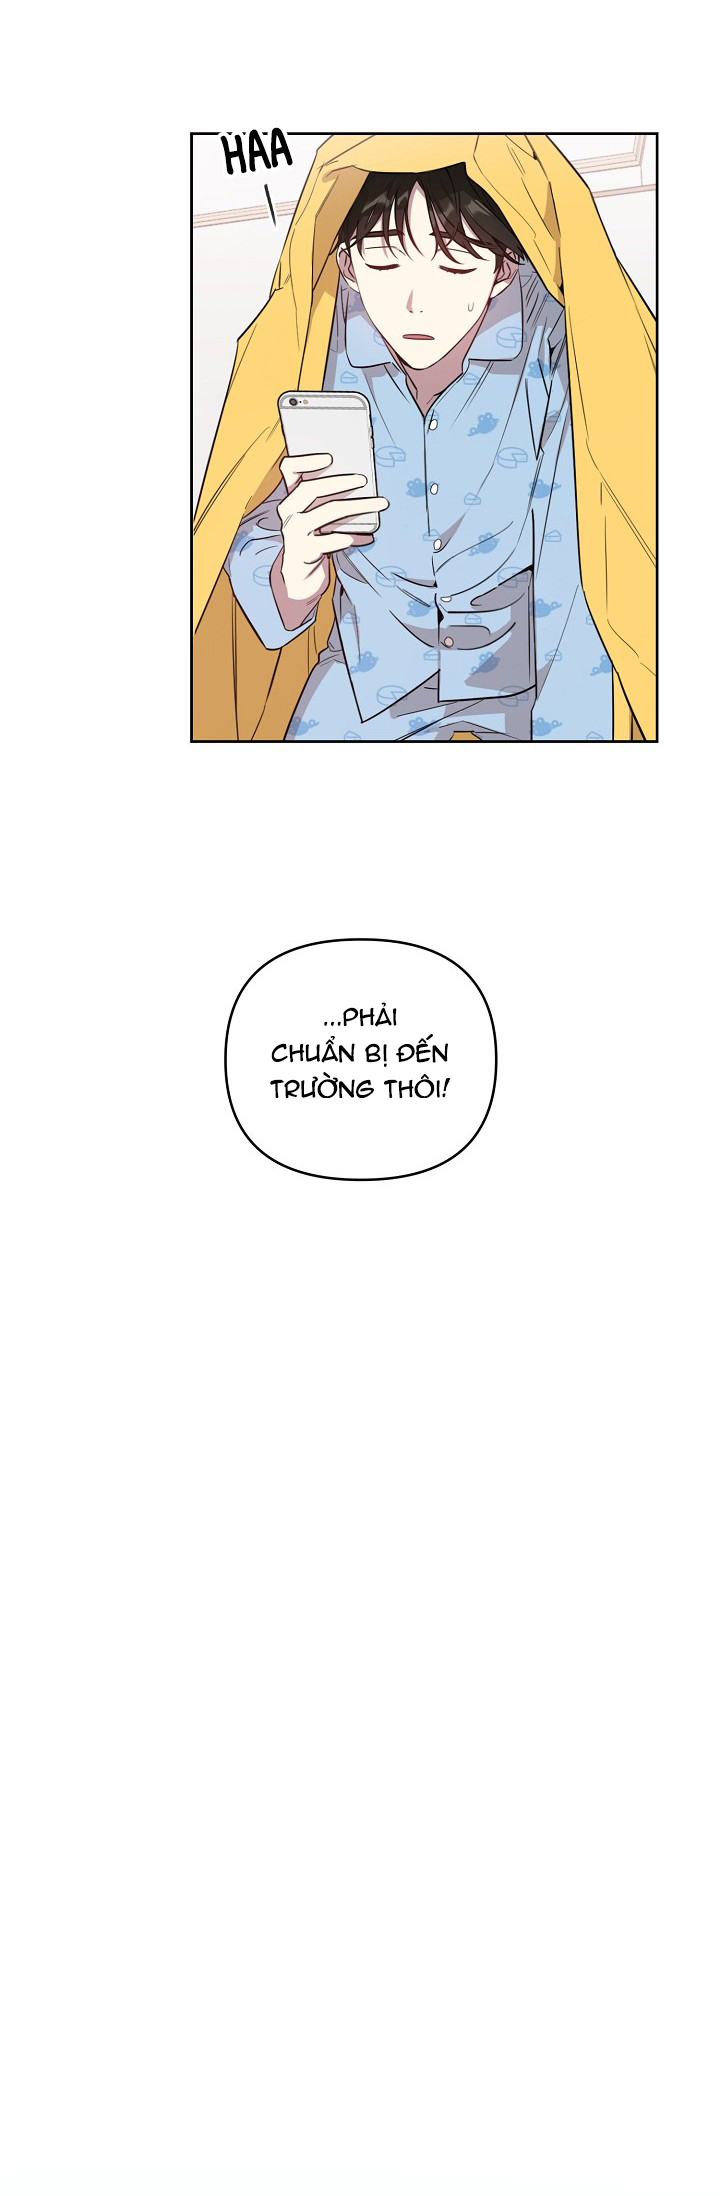 HAA
...PHẢI
CHUẨN BỊ ĐẾN
TRƯỜNG THÔI!